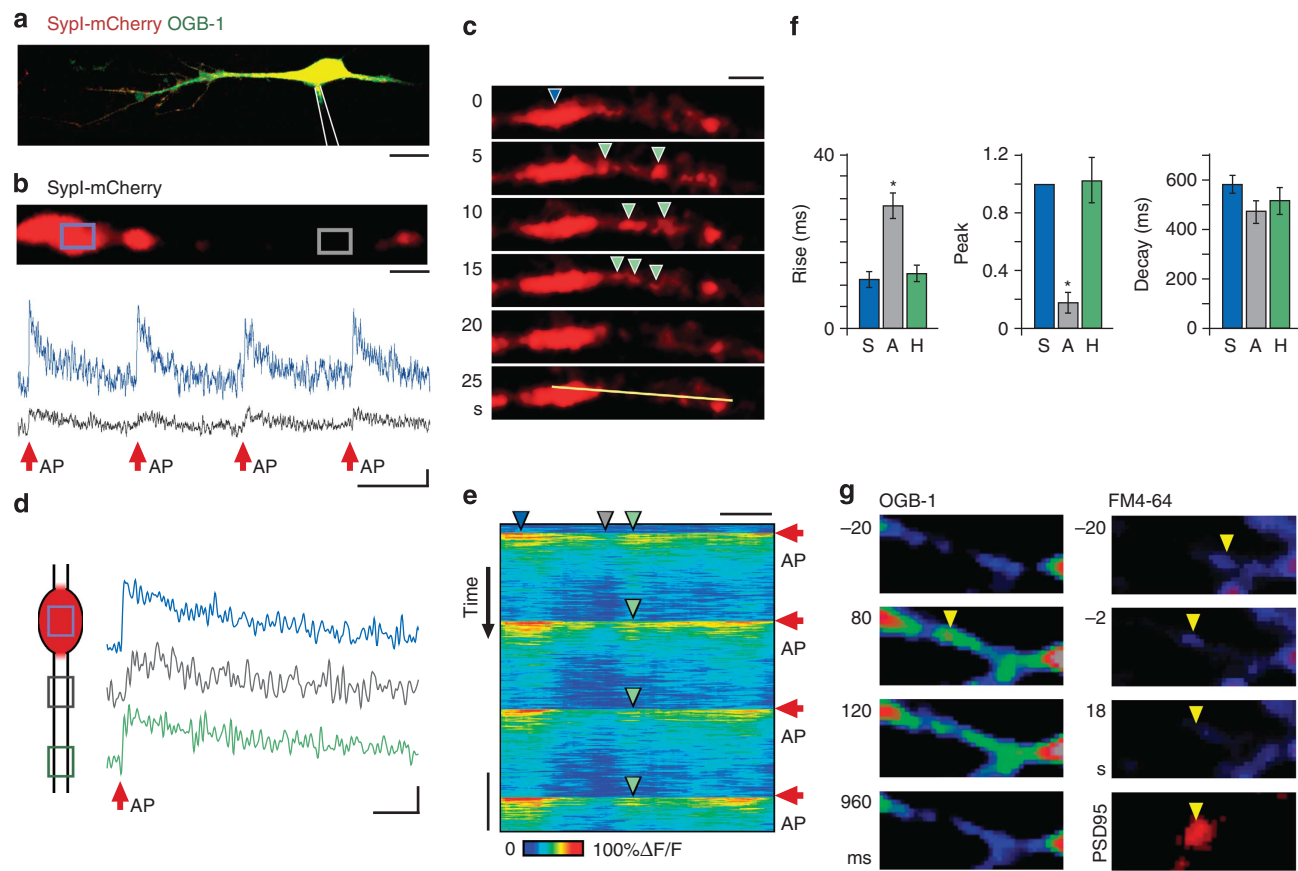 a
SypI-mCherry OGB-1
b
SypI-mCherry
AP AP AP AP
c
0
5
10
15
20
25
s
d
AP
e
Time
AP
AP
AP
AP
0 100%ΔF/F
f
Rise (ms)
40
0
S A H
Peak
1.2
0.8
0.4
0
*
S A H
Decay (ms)
600
400
200
0
S A H
*
g
OGB-1 FM4-64
–20 –20
80 –2
120 18
s
960
ms
PSD95